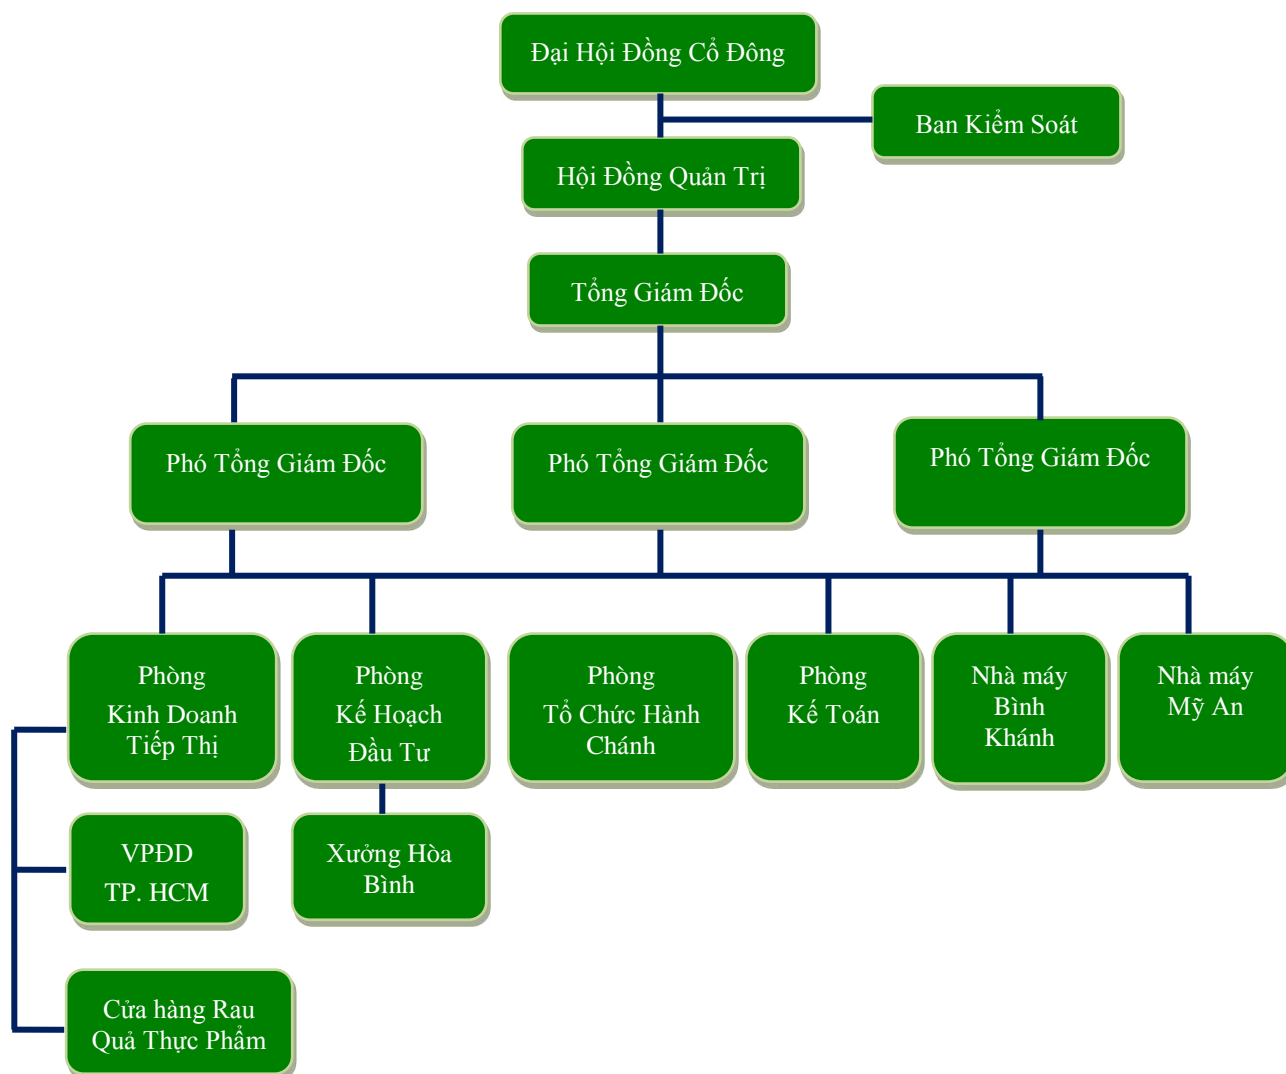 Đại Hội Đồng Cổ Đông
Ban Kiểm Soát
Hội Đồng Quản Trị
Tổng Giám Đốc
Phó Tổng Giám Đốc
Phó Tổng Giám Đốc
Phó Tổng Giám Đốc
Phòng
Kinh Doanh
Tiếp Thị
Phòng
Kế Hoạch
Đầu Tư
Phòng
Tổ Chức Hành
Chánh
Phòng
Kế Toán
Nhà máy
Bình
Khánh
Nhà máy
Mỹ An
VPĐD
TP. HCM
Xưởng Hòa
Bình
Cửa hàng Rau
Quả Thực Phẩm